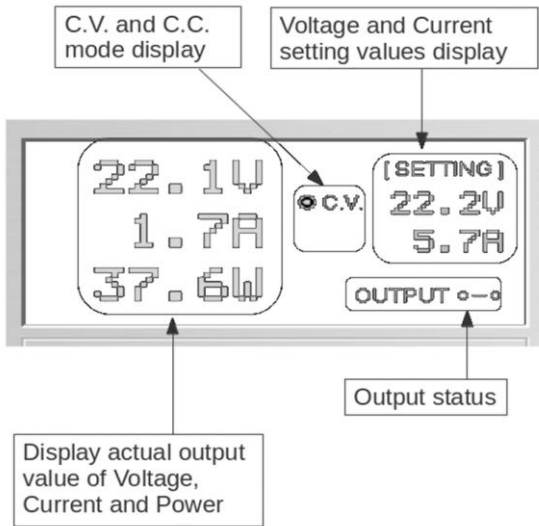 C.V. and C.C.
mode display
Voltage and Current
setting values display
22.1V
1.7A
37.6W
C.V.
[SETTING]
22.2V
5.7A
OUTPUT
Output status
Display actual output
value of Voltage,
Current and Power